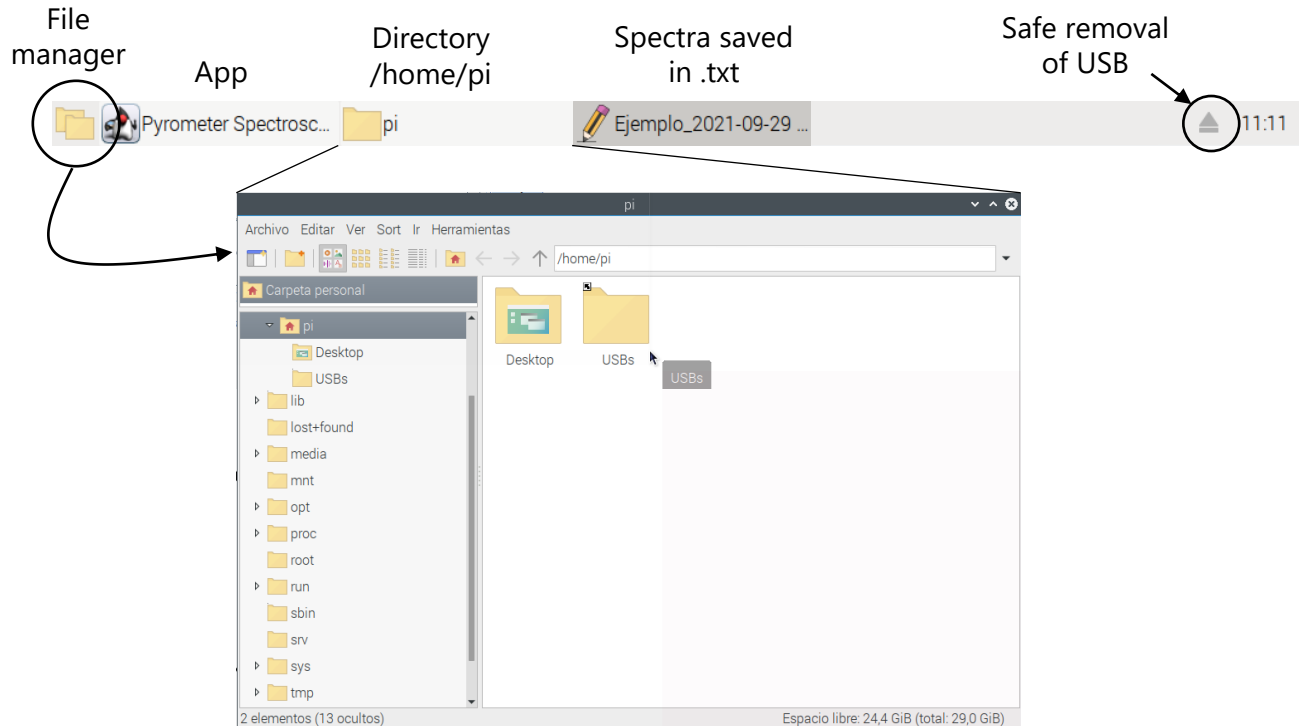 File
manager
App
Directory
/home/pi
Spectra saved
in .txt
Safe removal
of USB
Pyrometer Spectrosc...
pi
Ejemplo_2021-09-29 ...
11:11
pi
Archivo Editar Ver Sort Ir Herramientas
/home/pi
Carpeta personal
pi
Desktop
USBs
lib
lost+found
media
mnt
opt
proc
root
run
sbin
srv
sys
tmp
Desktop
USBs
USBs
2 elementos (13 ocultos)
Espacio libre: 24,4 GiB (total: 29,0 GiB)